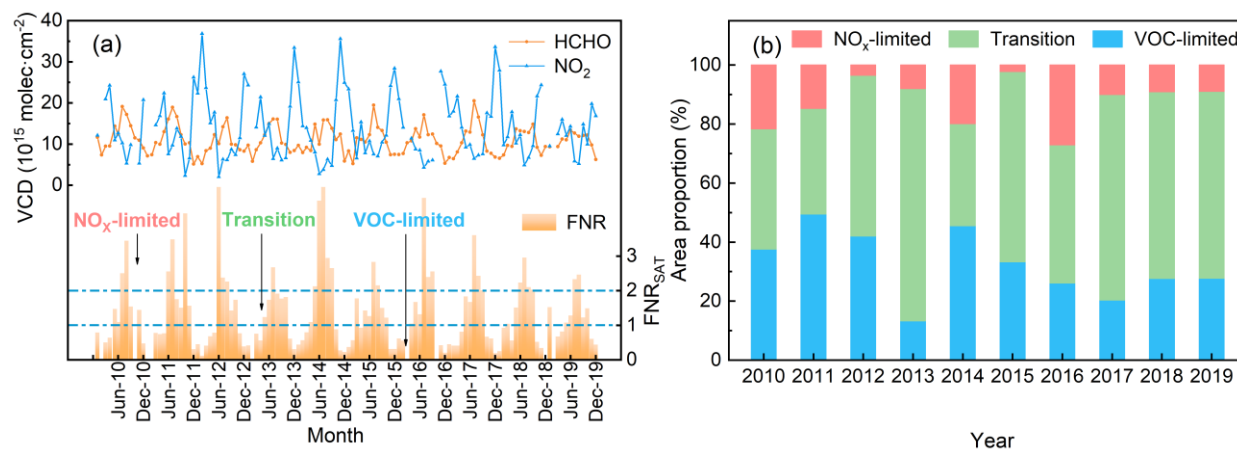 (a)
HCHO
NO₂
VCD (10¹⁵ molec·cm⁻²)
40
30
20
10
0
NOₓ-limited
Transition
VOC-limited
FNR
3
2
1
0
FNR_SAT
Jun-10
Dec-10
Jun-11
Dec-11
Jun-12
Dec-12
Jun-13
Dec-13
Jun-14
Dec-14
Jun-15
Dec-15
Jun-16
Dec-16
Jun-17
Dec-17
Jun-18
Dec-18
Jun-19
Dec-19
Month
(b)
NOₓ-limited
Transition
VOC-limited
Area proportion (%)
100
80
60
40
20
0
2010 2011 2012 2013 2014 2015 2016 2017 2018 2019
Year